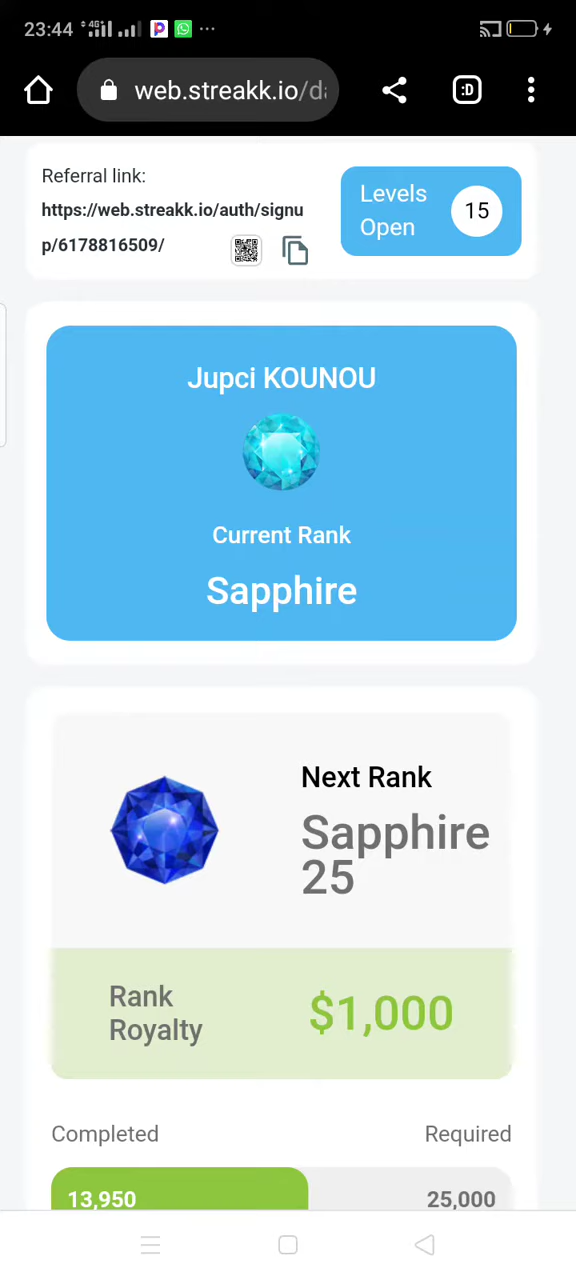 23:44
web.streakk.io/da
:D
Referral link:
https://web.streakk.io/auth/signu
p/6178816509/
Levels
Open
15
Jupci KOUNOU
Current Rank
Sapphire
Next Rank
Sapphire
25
Rank
Royalty
$1,000
Completed
Required
13,950
25,000